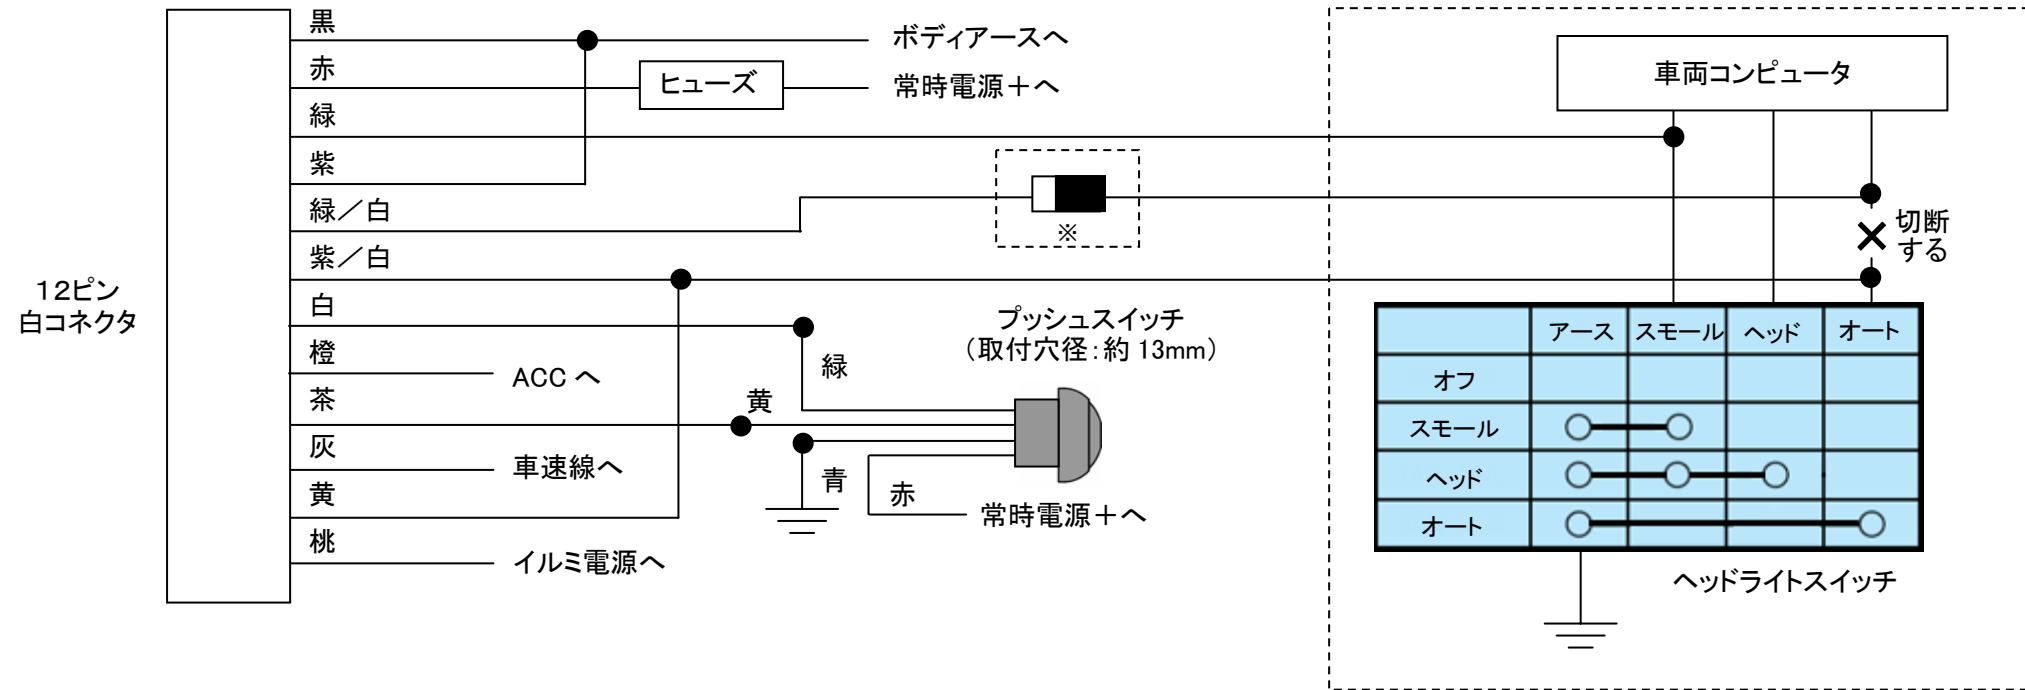 黒
ボディアースへ
赤
ヒューズ
常時電源＋へ
緑
紫
緑／白
紫／白
白
橙
ACC へ
茶
黄
灰
車速線へ
黄
桃
イルミ電源へ
12ピン
白コネクタ
※
プッシュスイッチ
（取付穴径：約 13mm）
緑
青
赤
常時電源＋へ
車両コンピュータ
切断
する
アース スモール ヘッド オート
オフ
スモール
ヘッド
オート
ヘッドライトスイッチ